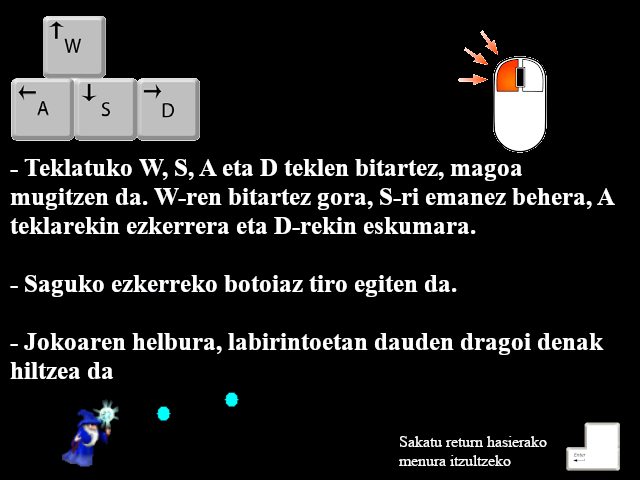 W
A S D
- Teklatuko W, S, A eta D teklen bitartez, magoa
mugitzen da. W-ren bitartez gora, S-ri emanez behera, A
teklarekin ezkerrera eta D-rekin eskumara.
- Saguko ezkerreko botoiaz tiro egiten da.
- Jokoaren helbura, labirintoetan dauden dragoi denak
hiltzea da
Sakatu return hasierako
menura itzultzeko
Enter